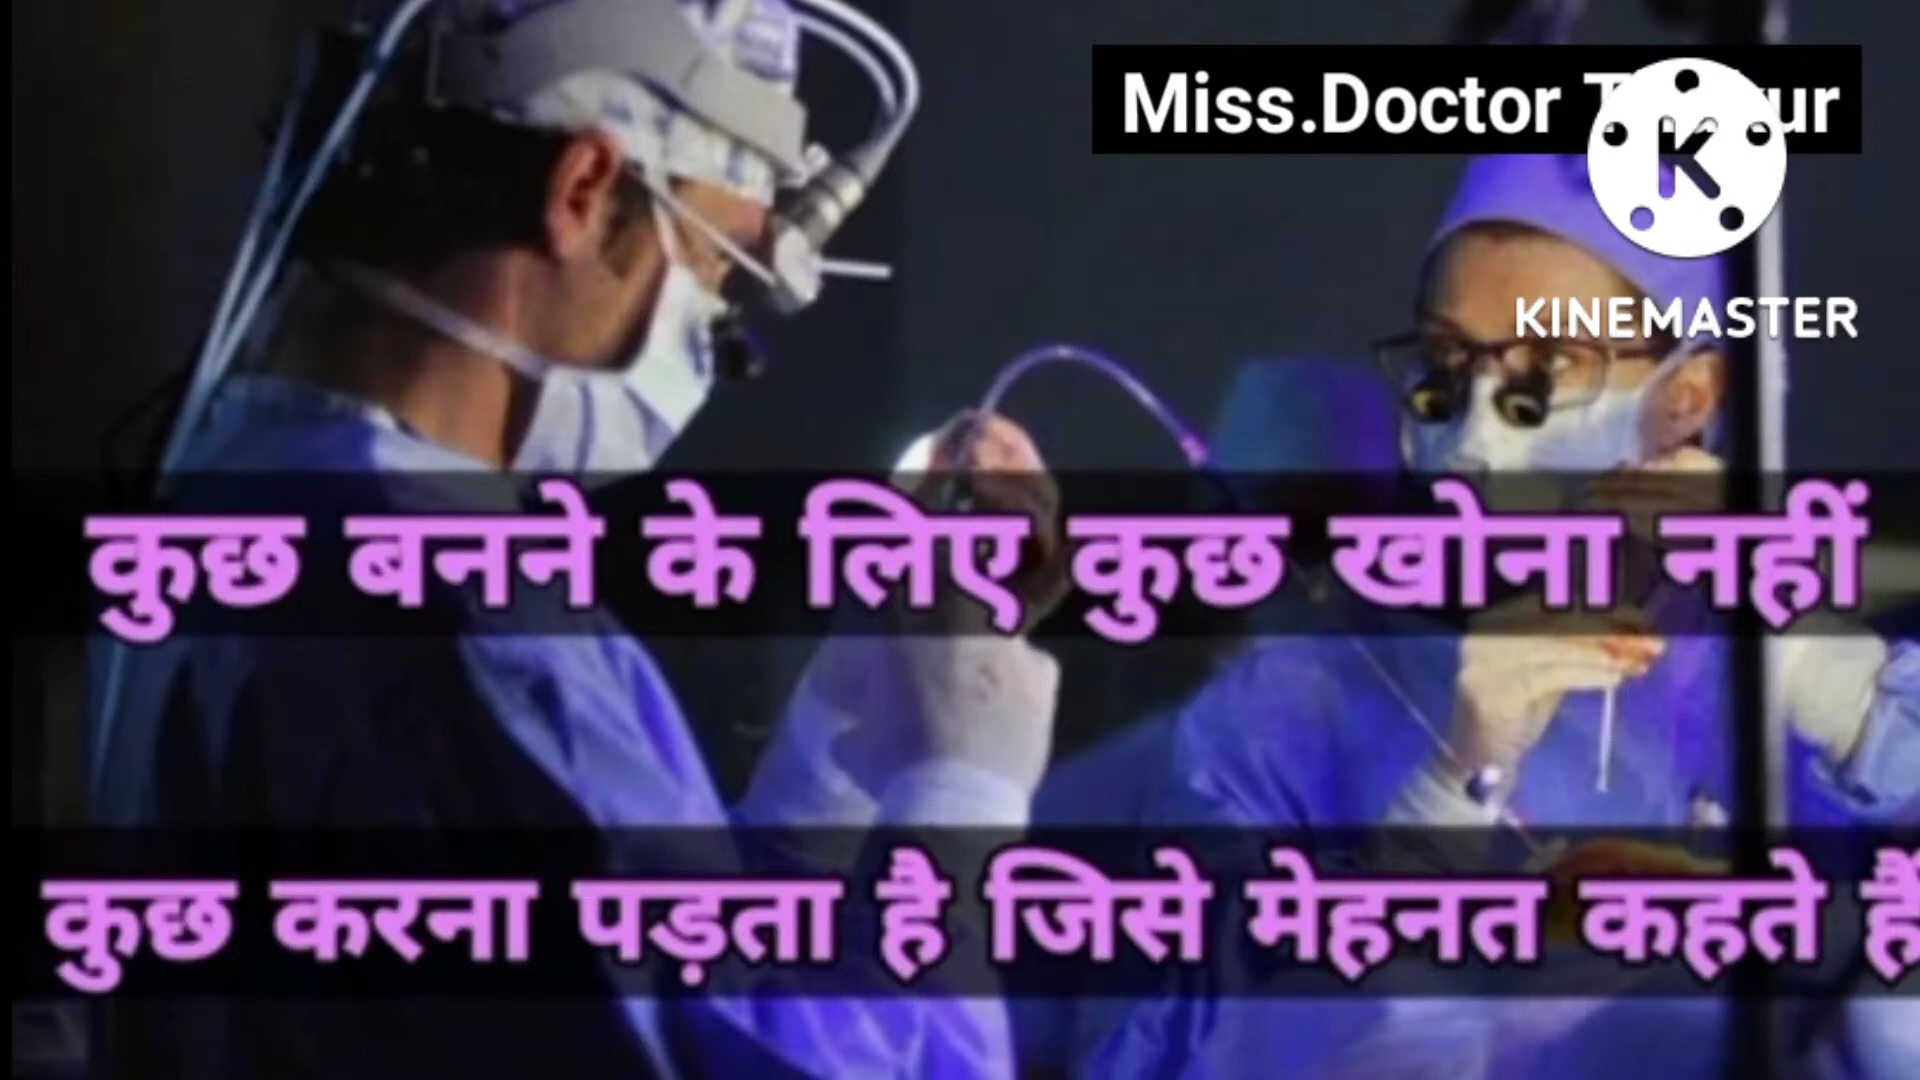 Miss.Doctor
KINEMASTER
कुछ बनने के लिए कुछ खोना नहीं
कुछ करना पड़ता है जिसे मेहनत कहते हैं